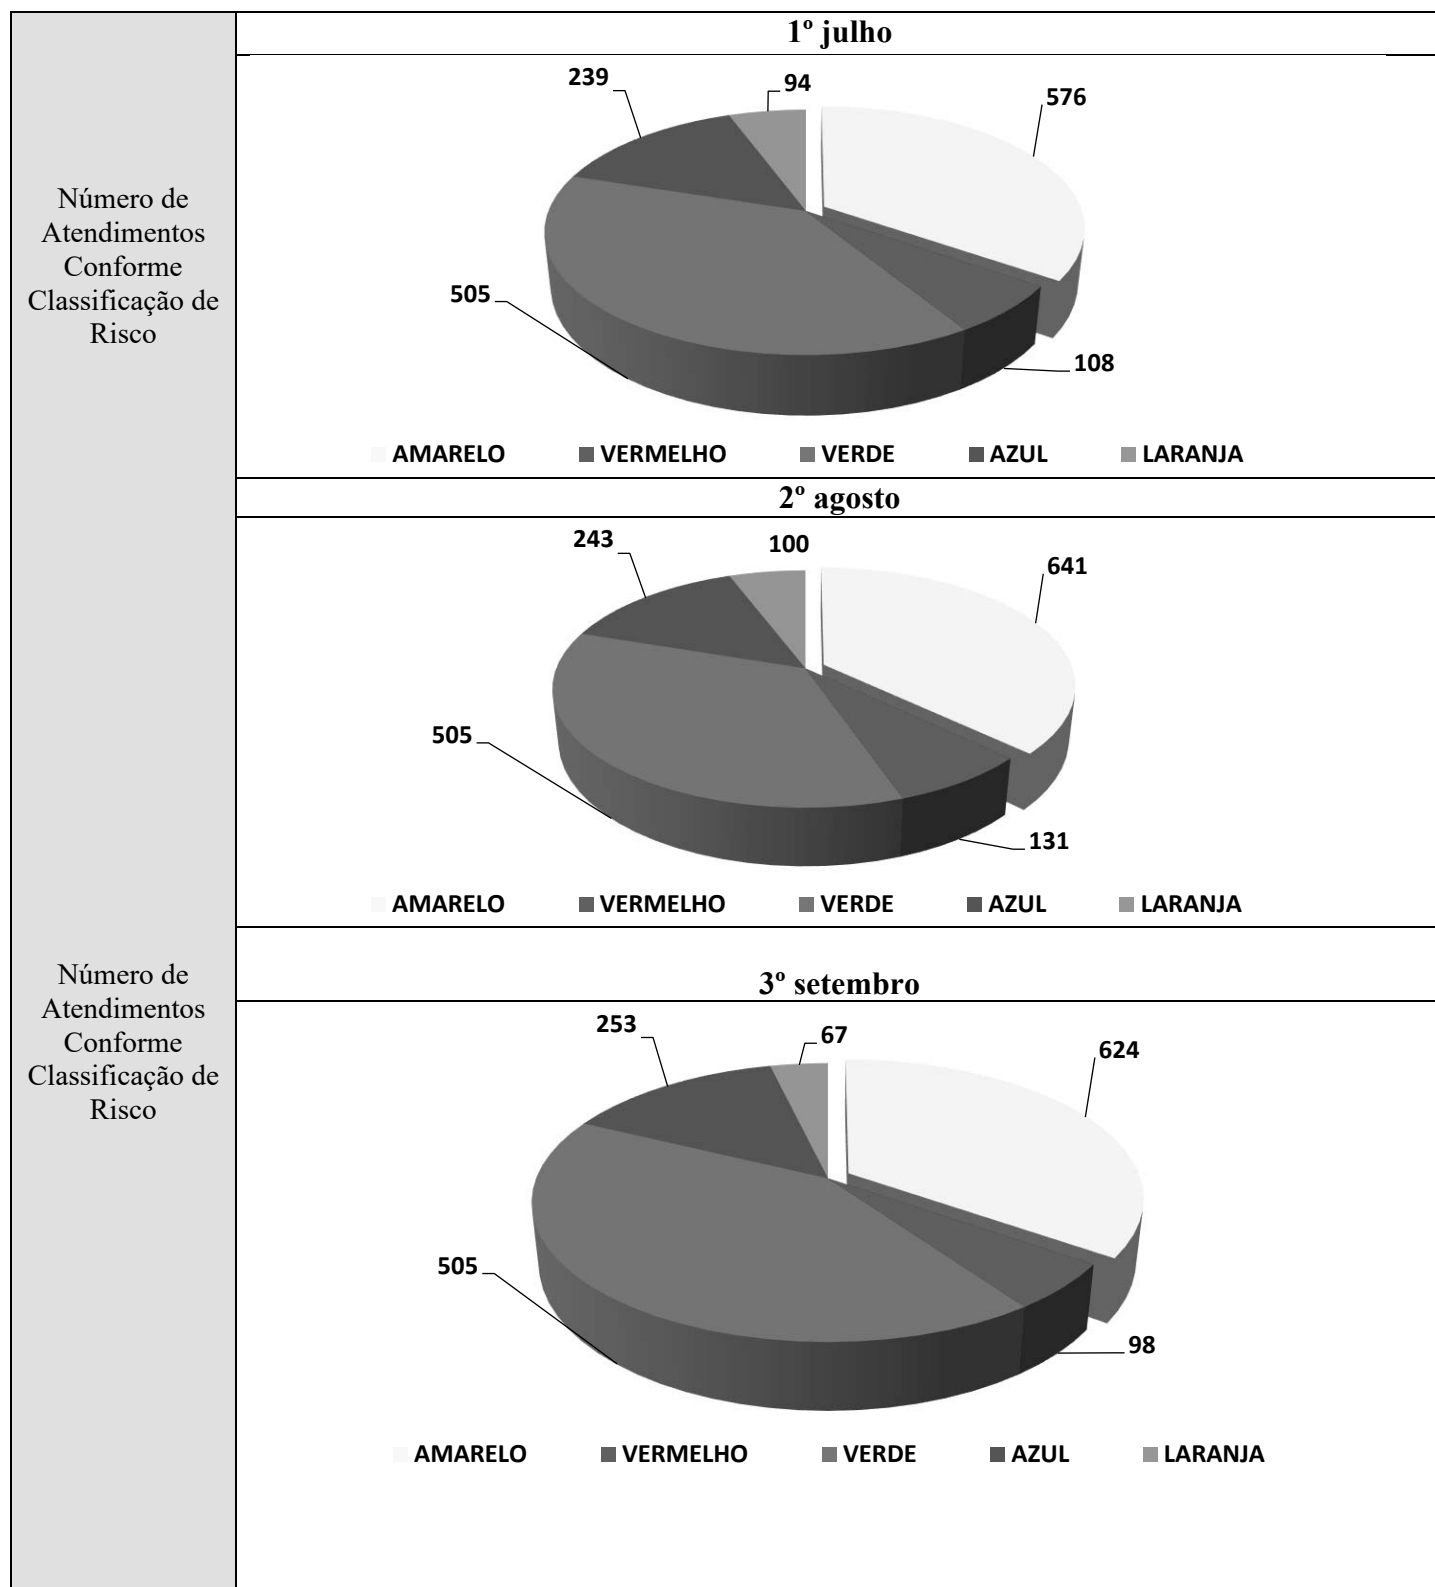 Número de
Atendimentos
Conforme
Classificação de
Risco
1º julho
239
94
576
505
108
AMARELO VERMELHO VERDE AZUL LARANJA
2º agosto
243
100
641
505
131
AMARELO VERMELHO VERDE AZUL LARANJA
Número de
Atendimentos
Conforme
Classificação de
Risco
3º setembro
253
67
624
505
98
AMARELO VERMELHO VERDE AZUL LARANJA